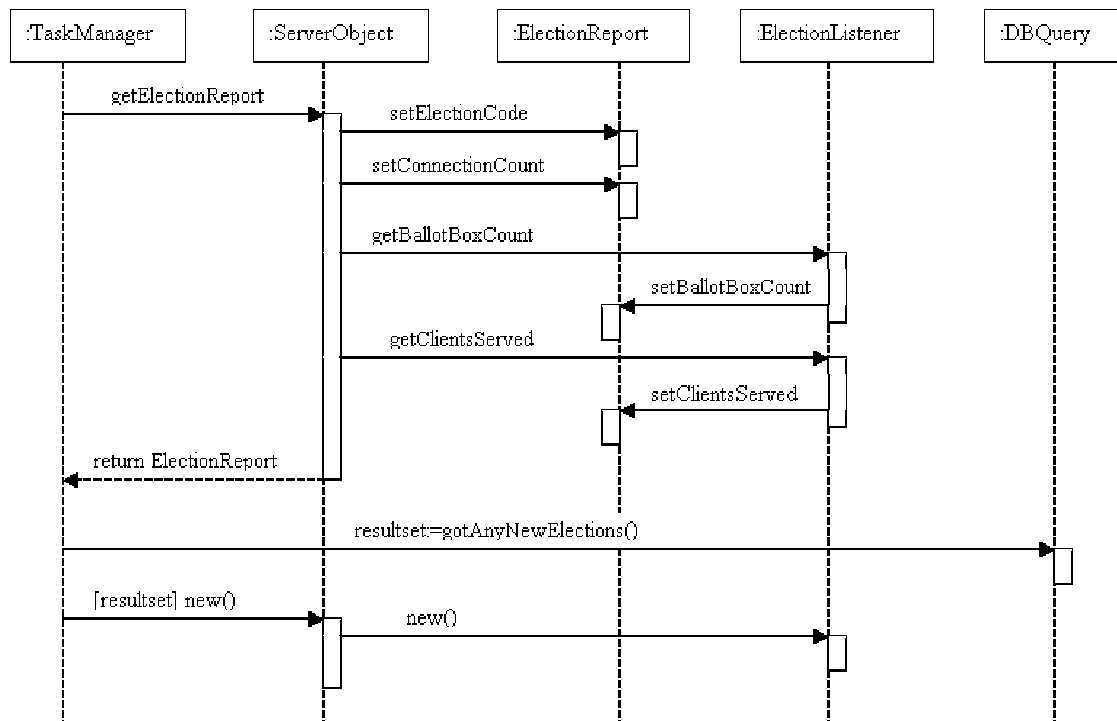 :TaskManager
:ServerObject
:ElectionReport
:ElectionListener
:DBQuery
getElectionReport
setElectionCode
setConnectionCount
getBallotBoxCount
setBallotBoxCount
getClientsServed
setClientsServed
return ElectionReport
resultset:=gotAnyNewElections()
[resultset] new()
new()